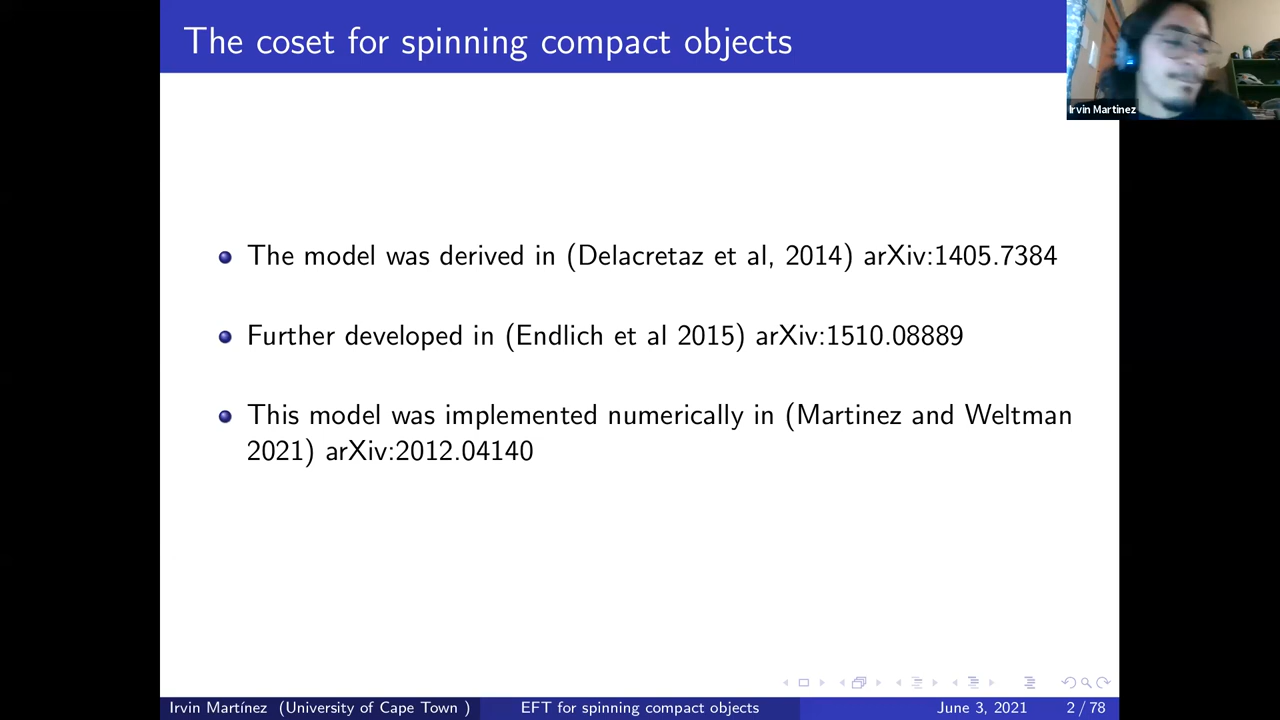 The coset for spinning compact objects
Irvin Martinez
The model was derived in (Delacretaz et al, 2014) arXiv:1405.7384
Further developed in (Endlich et al 2015) arXiv:1510.08889
This model was implemented numerically in (Martinez and Weltman
2021) arXiv:2012.04140
Irvin Martínez (University of Cape Town )
EFT for spinning compact objects
June 3, 2021
2 / 78